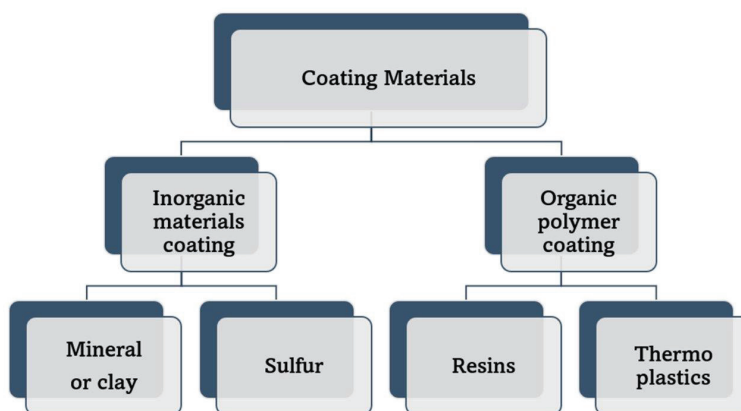 Coating Materials
Inorganic
materials
coating
Organic
polymer
coating
Mineral
or clay
Sulfur
Resins
Thermo
plastics